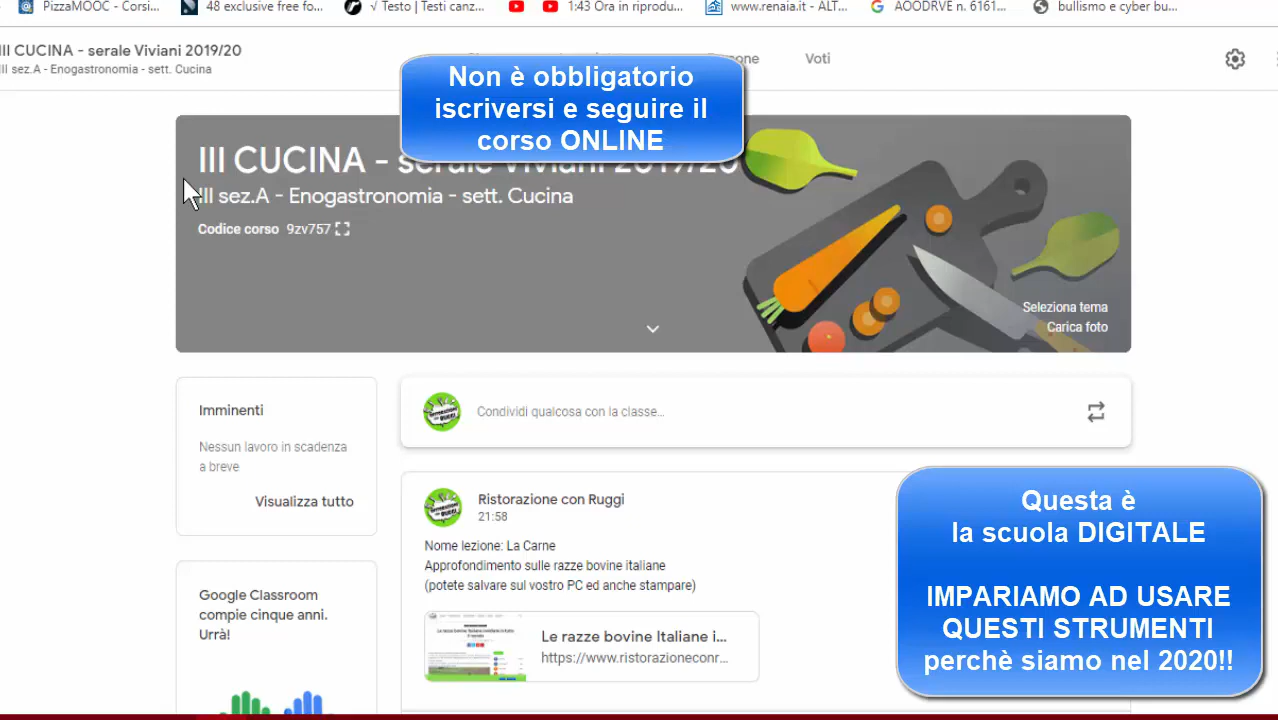 PizzaMOOC - Corsi...
48 exclusive free fo...
√ Testo | Testi canz...
1:43 Ora in riprodu...
www.renaia.it - ALT...
AOODRVE n. 6161...
bullismo e cyber bu...
III CUCINA - serale Viviani 2019/20
III sez.A - Enogastronomia - sett. Cucina
Voti
Non è obbligatorio
iscriversi e seguire il
corso ONLINE
III CUCINA - serale Viviani 2019/20
III sez.A - Enogastronomia - sett. Cucina
Codice corso 9zv757
Seleziona tema
Carica foto
Imminenti
Nessun lavoro in scadenza
a breve
Visualizza tutto
Condividi qualcosa con la classe...
Ristorazione con Ruggi
21:58
Nome lezione: La Carne
Approfondimento sulle razze bovine italiane
(potete salvare sul vostro PC ed anche stampare)
Le razze bovine Italiane i...
https://www.ristorazioneconr...
Google Classroom
compie cinque anni.
Urrà!
Questa è
la scuola DIGITALE
IMPARIAMO AD USARE
QUESTI STRUMENTI
perchè siamo nel 2020!!